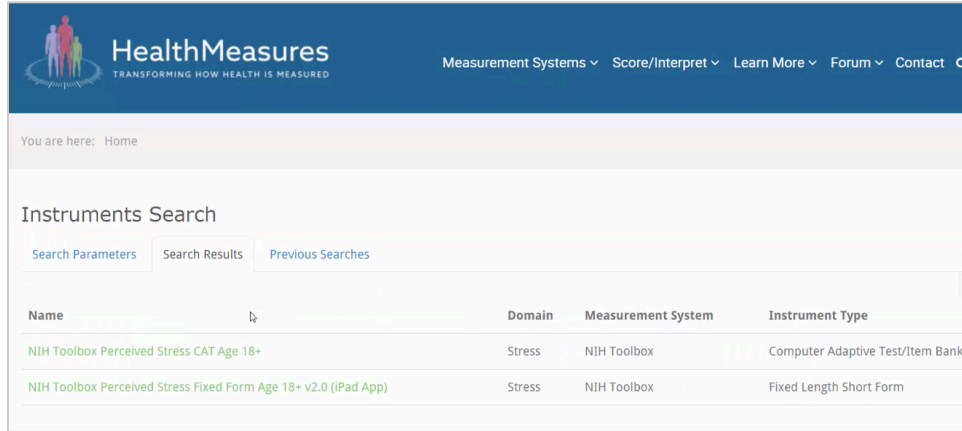 HealthMeasures
TRANSFORMING HOW HEALTH IS MEASURED
Measurement Systems Score/Interpret Learn More Forum Contact
You are here: Home
Instruments Search
Search Parameters Search Results Previous Searches
Name Domain Measurement System Instrument Type
NIH Toolbox Perceived Stress CAT Age 18+ Stress NIH Toolbox Computer Adaptive Test/Item Bank
NIH Toolbox Perceived Stress Fixed Form Age 18+ v2.0 (iPad App) Stress NIH Toolbox Fixed Length Short Form